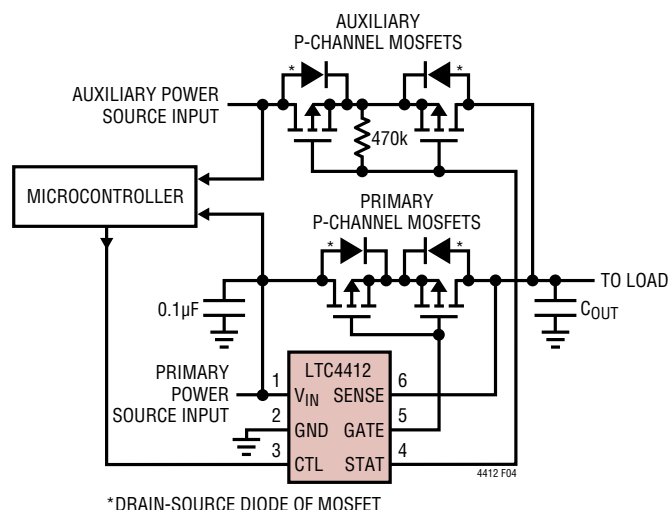 AUXILIARY
P-CHANNEL MOSFETS
*
*
AUXILIARY POWER
SOURCE INPUT
470k
MICROCONTROLLER
PRIMARY
P-CHANNEL MOSFETS
*
*
TO LOAD
0.1µF
COUT
PRIMARY
POWER
SOURCE INPUT
LTC4412
1 VIN SENSE 6
2 GND GATE 5
3 CTL STAT 4
4412 F04
*DRAIN-SOURCE DIODE OF MOSFET